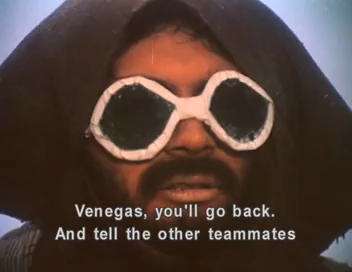 Venegas, you'll go back.
And tell the other teammates